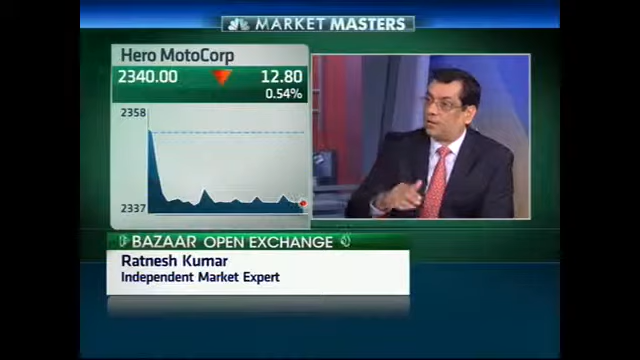 MARKET MASTERS
Hero MotoCorp
2340.00 12.80
0.54%
2358
2337
BAZAAR OPEN EXCHANGE
Ratnesh Kumar
Independent Market Expert